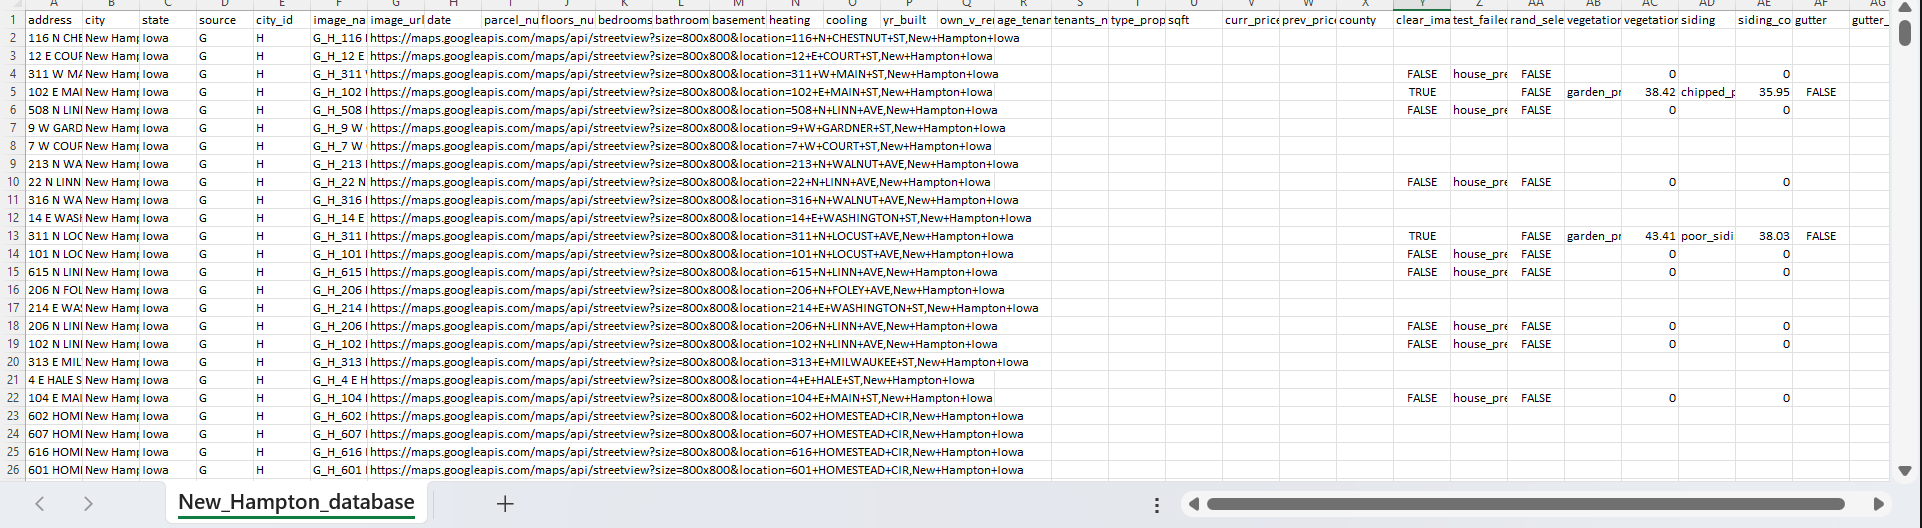 A B C D E F G H I J K L M N O P Q R S T U V W X Y Z AA AB AC AD AE AF AG
1 address city state source city_id image_na image_url date parcel_nu floors_nu bedrooms bathroom basement heating cooling yr_built own_v_re age_tenar tenants_n type_prop sqft curr_price prev_price county clear_ima test_failed rand_sele vegetation vegetation siding siding_co gutter gutter_
2 116 N CHE New Hamp Iowa G H G_H_116 https://maps.googleapis.com/maps/api/streetview?size=800x800&location=116+N+CHESTNUT+ST,New+Hampton+Iowa
3 12 E COUR New Hamp Iowa G H G_H_12 E https://maps.googleapis.com/maps/api/streetview?size=800x800&location=12+E+COURT+ST,New+Hampton+Iowa
4 311 W MA New Hamp Iowa G H G_H_311 https://maps.googleapis.com/maps/api/streetview?size=800x800&location=311+W+MAIN+ST,New+Hampton+Iowa FALSE house_pre FALSE 0 0
5 102 E MAI New Hamp Iowa G H G_H_102 https://maps.googleapis.com/maps/api/streetview?size=800x800&location=102+E+MAIN+ST,New+Hampton+Iowa TRUE FALSE garden_pr 38.42 chipped_p 35.95 FALSE
6 508 N LINN New Hamp Iowa G H G_H_508 https://maps.googleapis.com/maps/api/streetview?size=800x800&location=508+N+LINN+AVE,New+Hampton+Iowa FALSE house_pre FALSE 0 0
7 9 W GARD New Hamp Iowa G H G_H_9 W https://maps.googleapis.com/maps/api/streetview?size=800x800&location=9+W+GARDNER+ST,New+Hampton+Iowa
8 7 W COUR New Hamp Iowa G H G_H_7 W https://maps.googleapis.com/maps/api/streetview?size=800x800&location=7+W+COURT+ST,New+Hampton+Iowa
9 213 N WA New Hamp Iowa G H G_H_213 https://maps.googleapis.com/maps/api/streetview?size=800x800&location=213+N+WALNUT+AVE,New+Hampton+Iowa
10 22 N LINN New Hamp Iowa G H G_H_22 N https://maps.googleapis.com/maps/api/streetview?size=800x800&location=22+N+LINN+AVE,New+Hampton+Iowa FALSE house_pre FALSE 0 0
11 316 N WA New Hamp Iowa G H G_H_316 https://maps.googleapis.com/maps/api/streetview?size=800x800&location=316+N+WALNUT+AVE,New+Hampton+Iowa
12 14 E WASH New Hamp Iowa G H G_H_14 E https://maps.googleapis.com/maps/api/streetview?size=800x800&location=14+E+WASHINGTON+ST,New+Hampton+Iowa
13 311 N LOC New Hamp Iowa G H G_H_311 https://maps.googleapis.com/maps/api/streetview?size=800x800&location=311+N+LOCUST+AVE,New+Hampton+Iowa TRUE FALSE garden_pr 43.41 poor_sidi 38.03 FALSE
14 101 N LOC New Hamp Iowa G H G_H_101 https://maps.googleapis.com/maps/api/streetview?size=800x800&location=101+N+LOCUST+AVE,New+Hampton+Iowa FALSE house_pre FALSE 0 0
15 615 N LINN New Hamp Iowa G H G_H_615 https://maps.googleapis.com/maps/api/streetview?size=800x800&location=615+N+LINN+AVE,New+Hampton+Iowa FALSE house_pre FALSE 0 0
16 206 N FOL New Hamp Iowa G H G_H_206 https://maps.googleapis.com/maps/api/streetview?size=800x800&location=206+N+FOLEY+AVE,New+Hampton+Iowa
17 214 E WAS New Hamp Iowa G H G_H_214 https://maps.googleapis.com/maps/api/streetview?size=800x800&location=214+E+WASHINGTON+ST,New+Hampton+Iowa
18 206 N LINN New Hamp Iowa G H G_H_206 https://maps.googleapis.com/maps/api/streetview?size=800x800&location=206+N+LINN+AVE,New+Hampton+Iowa FALSE house_pre FALSE 0 0
19 102 N LINN New Hamp Iowa G H G_H_102 https://maps.googleapis.com/maps/api/streetview?size=800x800&location=102+N+LINN+AVE,New+Hampton+Iowa FALSE house_pre FALSE 0 0
20 313 E MIL New Hamp Iowa G H G_H_313 https://maps.googleapis.com/maps/api/streetview?size=800x800&location=313+E+MILWAUKEE+ST,New+Hampton+Iowa
21 4 E HALE S New Hamp Iowa G H G_H_4 E H https://maps.googleapis.com/maps/api/streetview?size=800x800&location=4+E+HALE+ST,New+Hampton+Iowa
22 104 E MAI New Hamp Iowa G H G_H_104 https://maps.googleapis.com/maps/api/streetview?size=800x800&location=104+E+MAIN+ST,New+Hampton+Iowa FALSE house_pre FALSE 0 0
23 602 HOMI New Hamp Iowa G H G_H_602 https://maps.googleapis.com/maps/api/streetview?size=800x800&location=602+HOMESTEAD+CIR,New+Hampton+Iowa
24 607 HOMI New Hamp Iowa G H G_H_607 https://maps.googleapis.com/maps/api/streetview?size=800x800&location=607+HOMESTEAD+CIR,New+Hampton+Iowa
25 616 HOMI New Hamp Iowa G H G_H_616 https://maps.googleapis.com/maps/api/streetview?size=800x800&location=616+HOMESTEAD+CIR,New+Hampton+Iowa
26 601 HOMI New Hamp Iowa G H G_H_601 https://maps.googleapis.com/maps/api/streetview?size=800x800&location=601+HOMESTEAD+CIR,New+Hampton+Iowa
New_Hampton_database